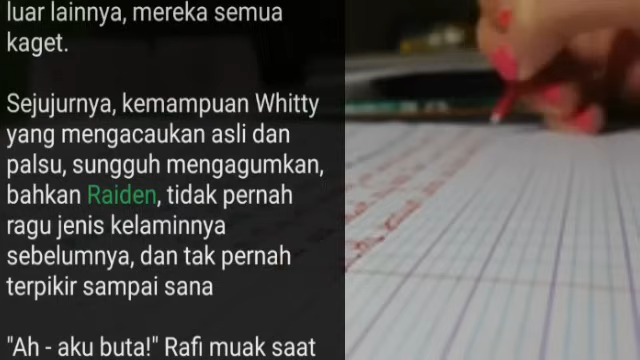 luar lainnya, mereka semua
kaget.
Sejujurnya, kemampuan Whitty
yang mengacaukan asli dan
palsu, sungguh mengagumkan,
bahkan Raiden, tidak pernah
ragu jenis kelaminnya
sebelumnya, dan tak pernah
terpikir sampai sana
"Ah - aku buta!" Rafi muak saat